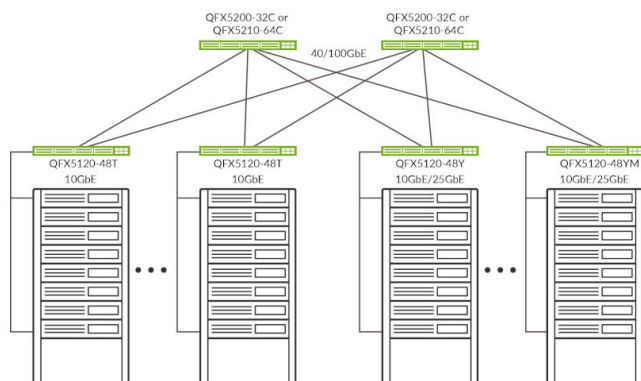 QFX5200-32C or
QFX5210-64C
QFX5200-32C or
QFX5210-64C
40/100GbE
QFX5120-48T
10GbE
QFX5120-48T
10GbE
QFX5120-48Y
10GbE/25GbE
QFX5120-48YM
10GbE/25GbE